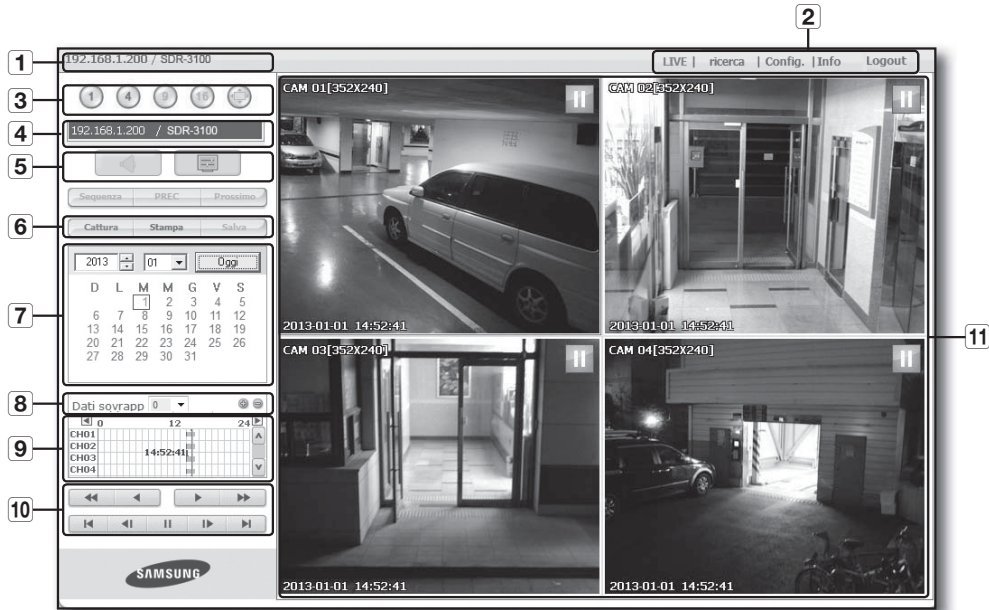 2
1
192.168.1.200 / SDR-3100
LIVE | ricerca | Config. | Info Logout
3
1 4 9 16
4
192.168.1.200 / SDR-3100
5
Sequenza PREC Prossimo
6
Cattura Stampa Salva
7
2013 01 Oggi
D L M M G V S
1 2 3 4 5
6 7 8 9 10 11 12
13 14 15 16 17 18 19
20 21 22 23 24 25 26
27 28 29 30 31
8
Dati sovrapp 0
9
0 12 24
CH01
CH02
14:52:41
CH03
CH04
10
SAMSUNG
CAM 01[352X240]
2013-01-01 14:52:41
CAM 02[352X240]
2013-01-01 14:52:41
CAM 03[352X240]
2013-01-01 14:52:41
CAM 04[352X240]
2013-01-01 14:52:41
11